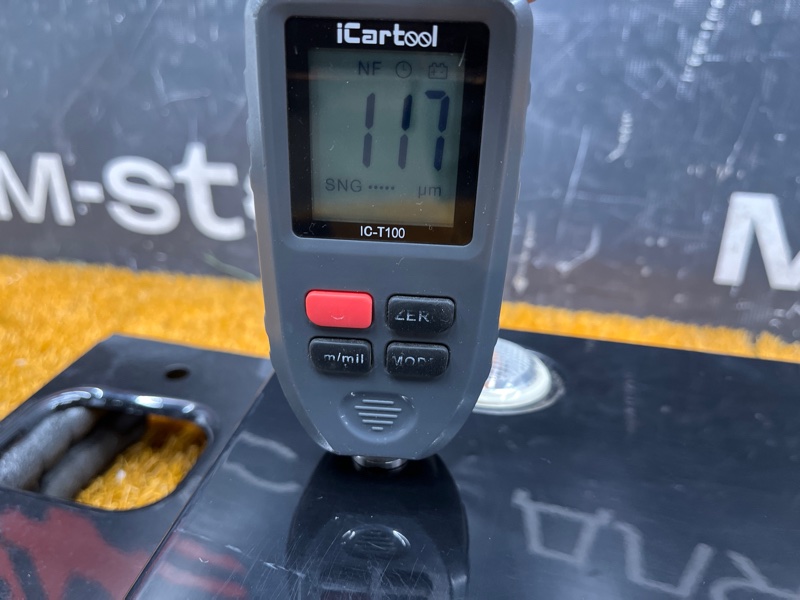 iCartool
NF
117
SNG µm
IC-T100
ZER
m/mil MOD
M-st
M